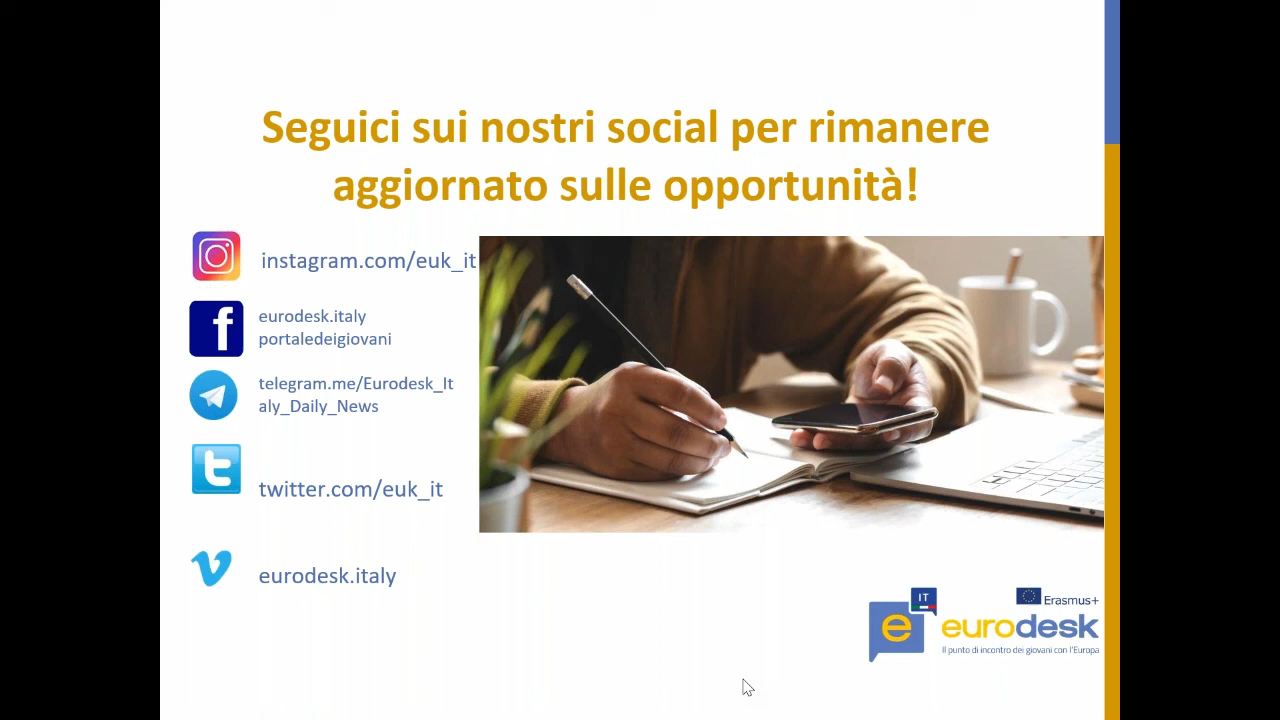 Seguici sui nostri social per rimanere
aggiornato sulle opportunità!
instagram.com/euk_it
eurodesk.italy
portaledeigiovani
telegram.me/Eurodesk_It
aly_Daily_News
twitter.com/euk_it
eurodesk.italy
IT
Erasmus+
e
eurodesk
Il punto di incontro dei giovani con l'Europa